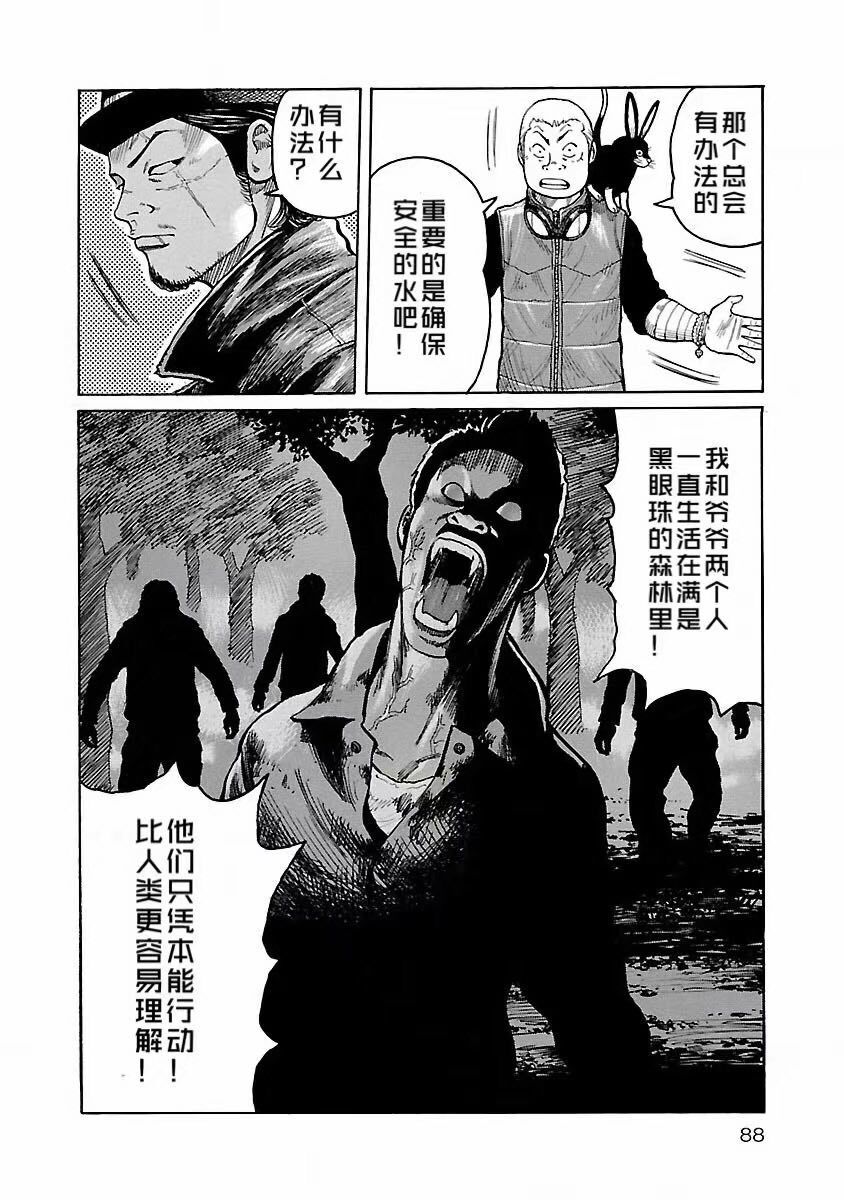 那个总会
有办法的
重要的是确保
安全的水吧！
有什么
办法？
我和爷爷两个人
一直生活在满是
黑眼珠的森林里！
他们只凭本能行动！
比人类更容易理解！
88